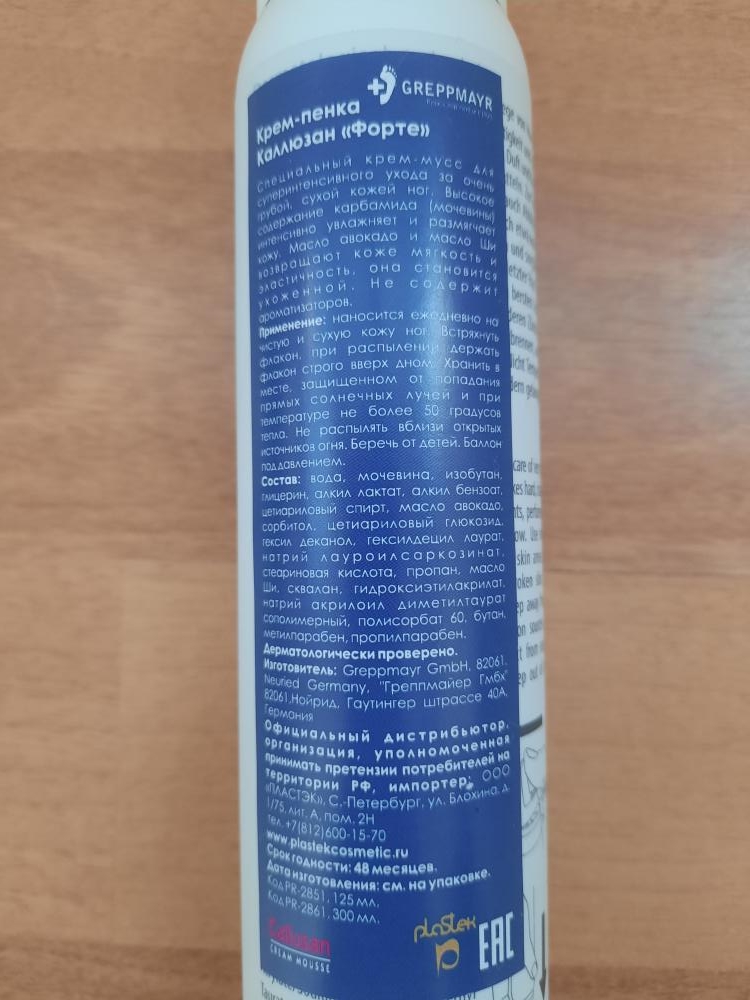 GREPPMAYR
Крем-пенка
Каллюзан «Форте»
Специальный крем-мусс для
суперинтенсивного ухода за очень
грубой, сухой кожей ног. Высокое
содержание карбамида (мочевины)
интенсивно увлажняет и размягчает
кожу. Масло авокадо и масло Ши
возвращают коже мягкость и
эластичность, она становится
ухоженной. Не содержит
ароматизаторов.
Применение: наносится ежедневно на
чистую и сухую кожу ног. Встряхнуть
флакон, при распылении держать
флакон строго вверх дном. Хранить в
месте, защищенном от попадания
прямых солнечных лучей и при
температуре не более 50 градусов
тепла. Не распылять вблизи открытых
источников огня. Беречь от детей. Баллон
под давлением.
Состав: вода, мочевина, изобутан,
глицерин, алкил лактат, алкил бензоат,
цетиариловый спирт, масло авокадо,
сорбитол, цетиариловый глюкозид,
гексил деканол, гексилдецил лаурат,
натрий лауроилсаркозинат,
стеариновая кислота, пропан, масло
Ши, сквалан, гидроксиэтилакрилат,
натрий акрилоил диметилтаурат
сополимерный, полисорбат 60, бутан,
метилпарабен, пропилпарабен.
Дерматологически проверено.
Изготовитель: Greppmayr GmbH, 82061,
Neuried Germany, "Греппмайер Гмбх"
82061,Нойрид, Гаутингер штрассе 40А,
Германия
Официальный дистрибьютор,
организация, уполномоченная
принимать претензии потребителей на
территории РФ, импортер: ООО
«ПЛАСТЭК», С.-Петербург, ул. Блохина, д.
1/75, лит. А, пом. 2Н
тел. +7(812)600-15-70
www.plastekcosmetic.ru
Срок годности: 48 месяцев.
Дата изготовления: см. на упаковке.
Код PR-2851, 125 мл.
Код PR-2861, 300 мл.
Callusan
CREAM MOUSSE
plastek
EAC